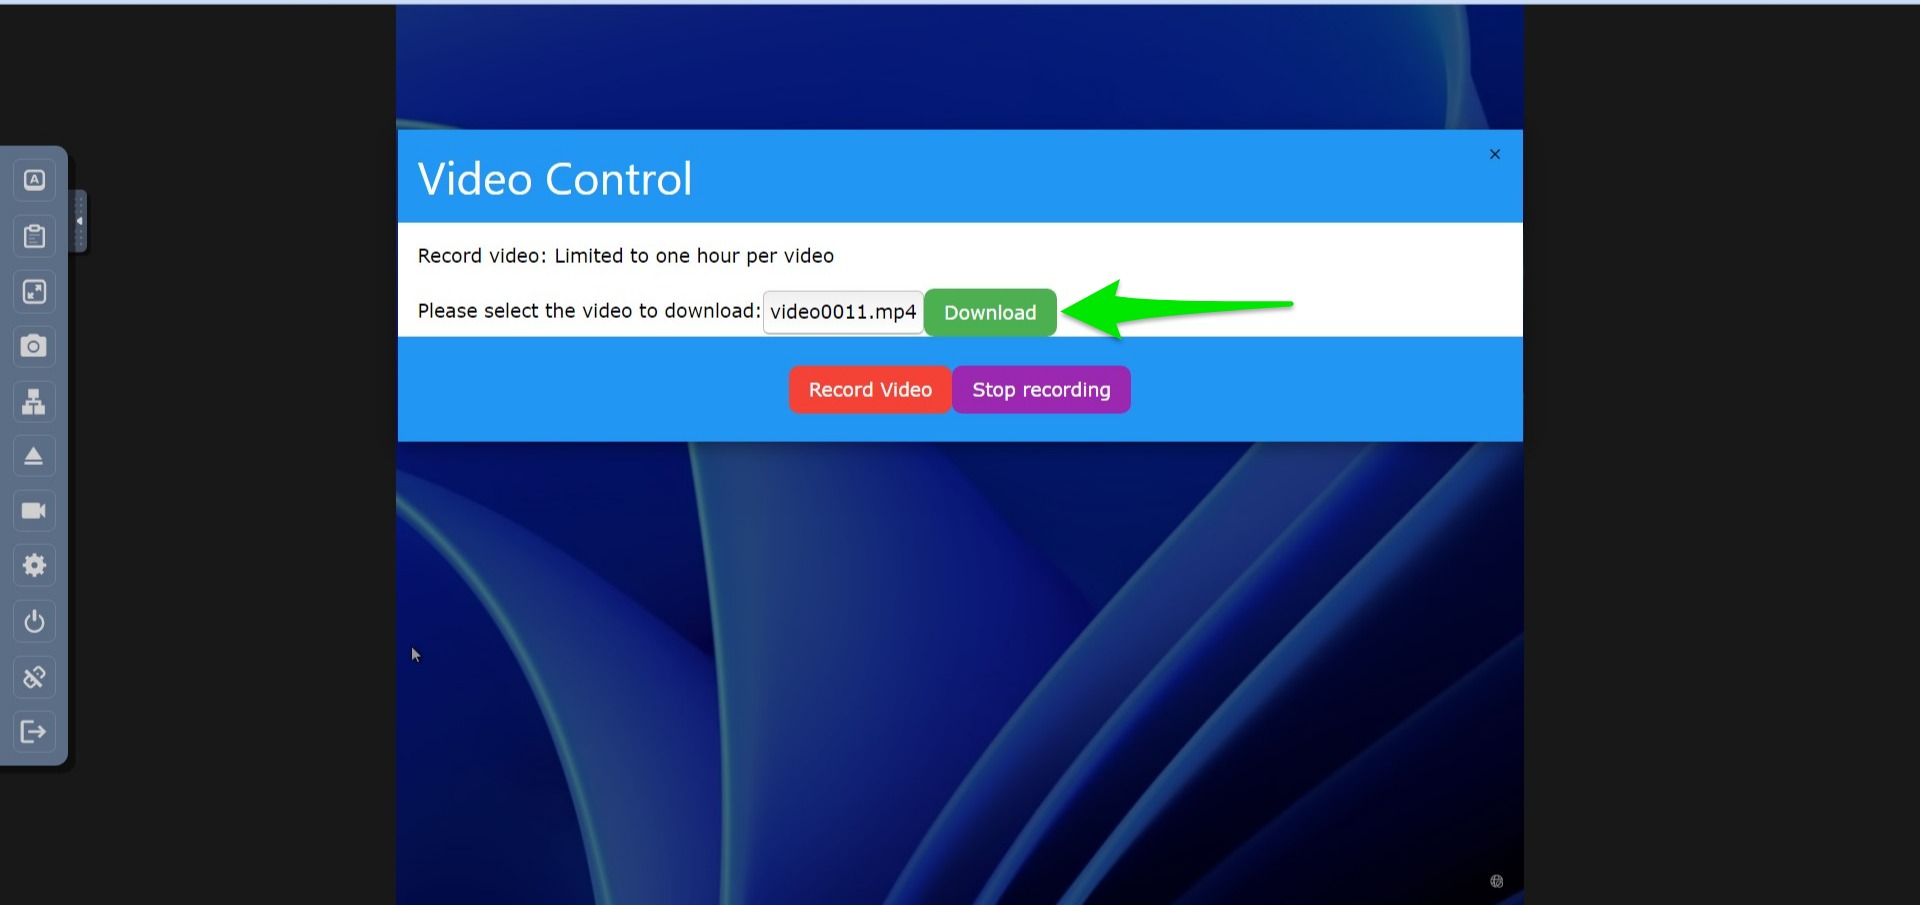 Video Control
×
Record video: Limited to one hour per video
Please select the video to download: video0011.mp4 Download
Record Video Stop recording
A